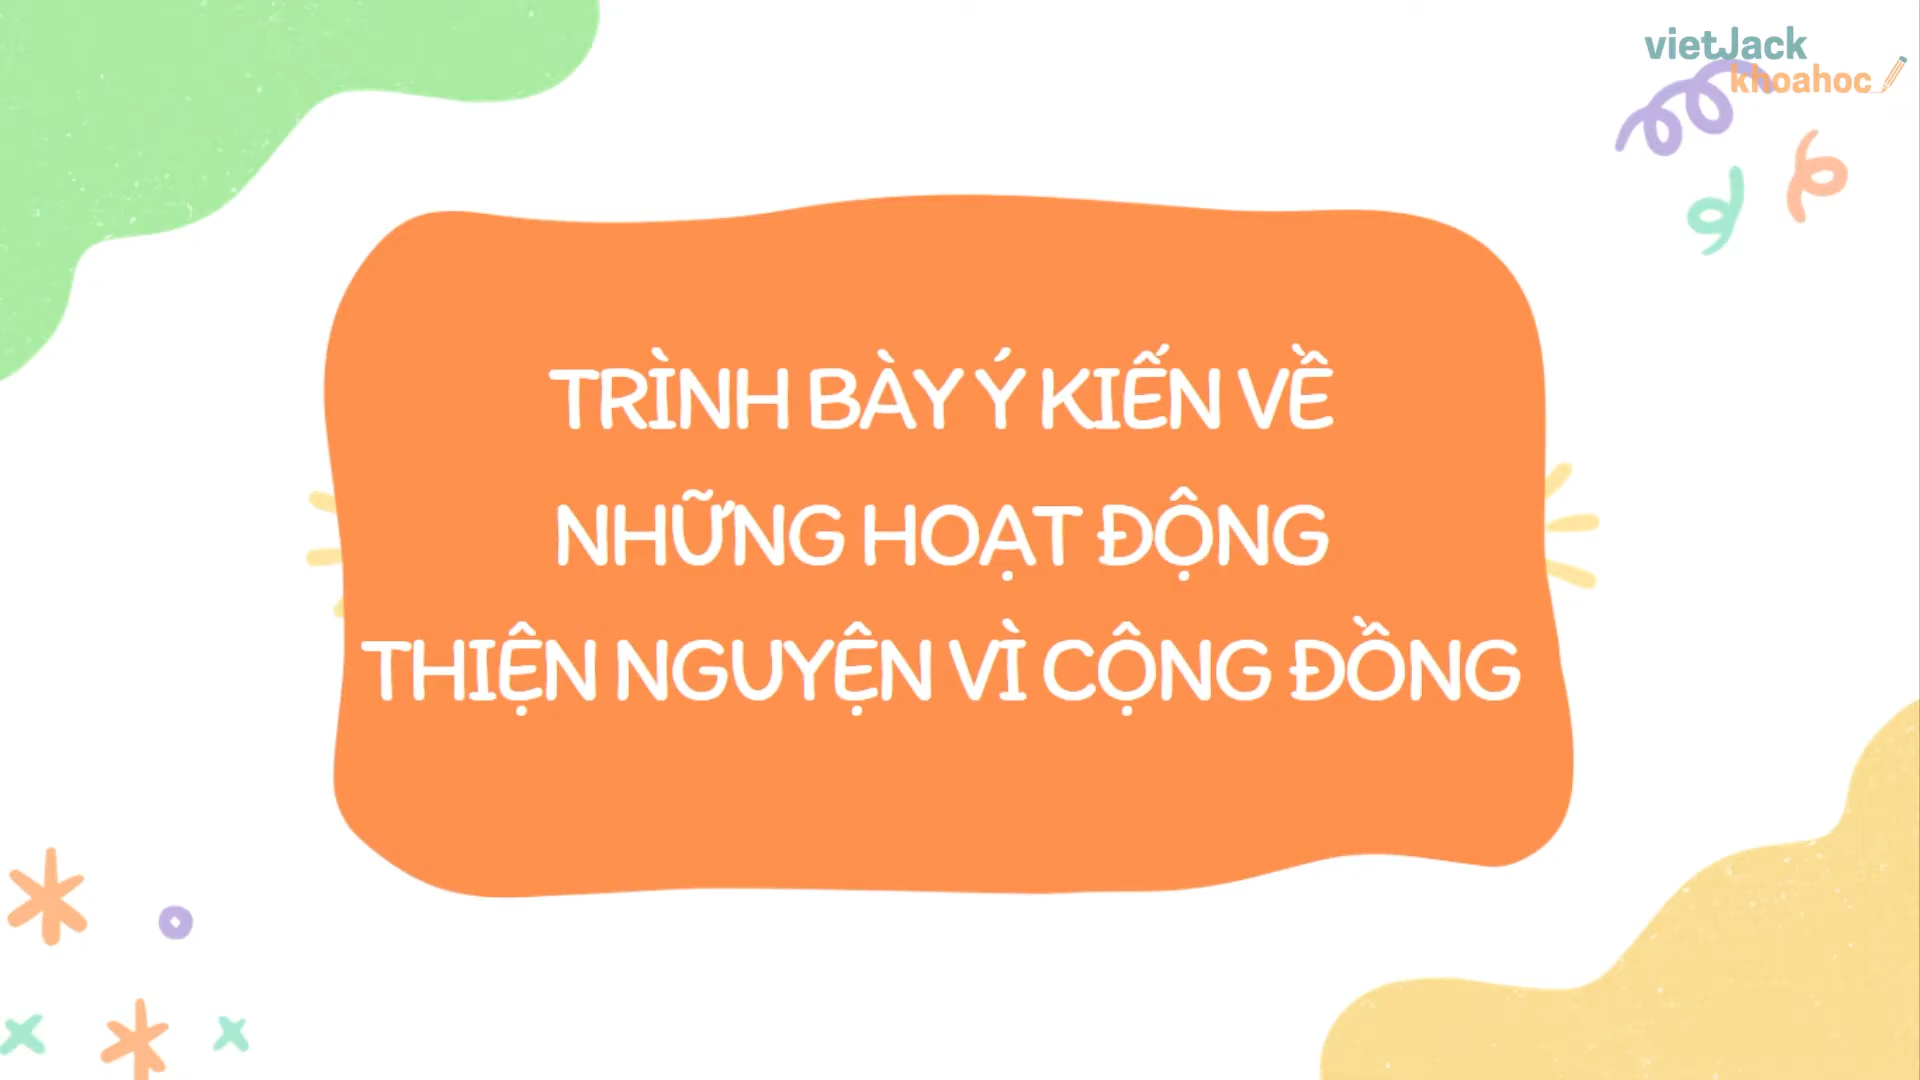 vietJack
khoahoc
TRÌNH BÀY Ý KIẾN VỀ
NHỮNG HOẠT ĐỘNG
THIỆN NGUYỆN VÌ CỘNG ĐỒNG